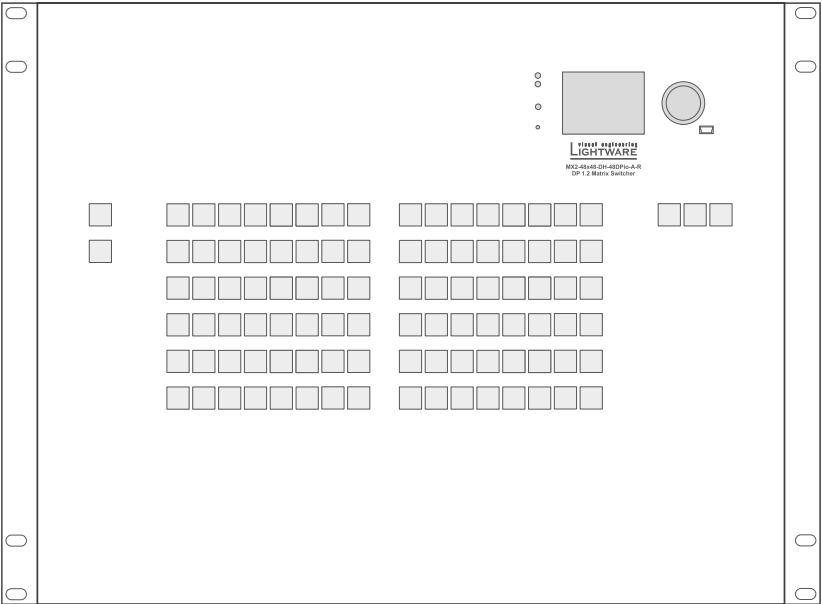 visual engineering
LIGHTWARE
MX2-48x48-DH-48DPio-A-R
DP 1.2 Matrix Switcher